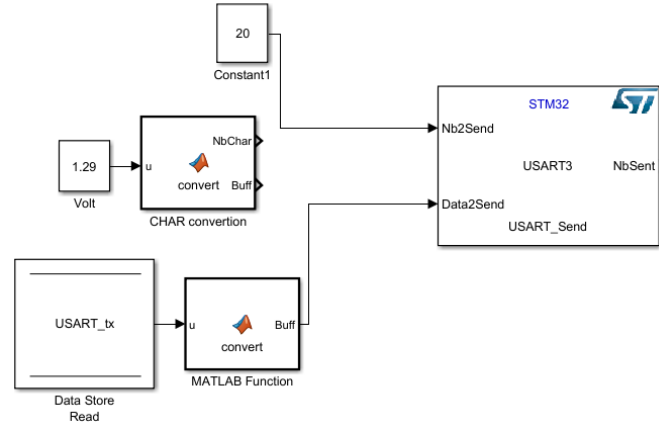 20
Constant1
STM32
Nb2Send
USART3
NbSent
Data2Send
USART_Send
1.29
Volt
u
NbChar
convert
Buff
CHAR convertion
USART_tx
Data Store
Read
u
Buff
convert
MATLAB Function